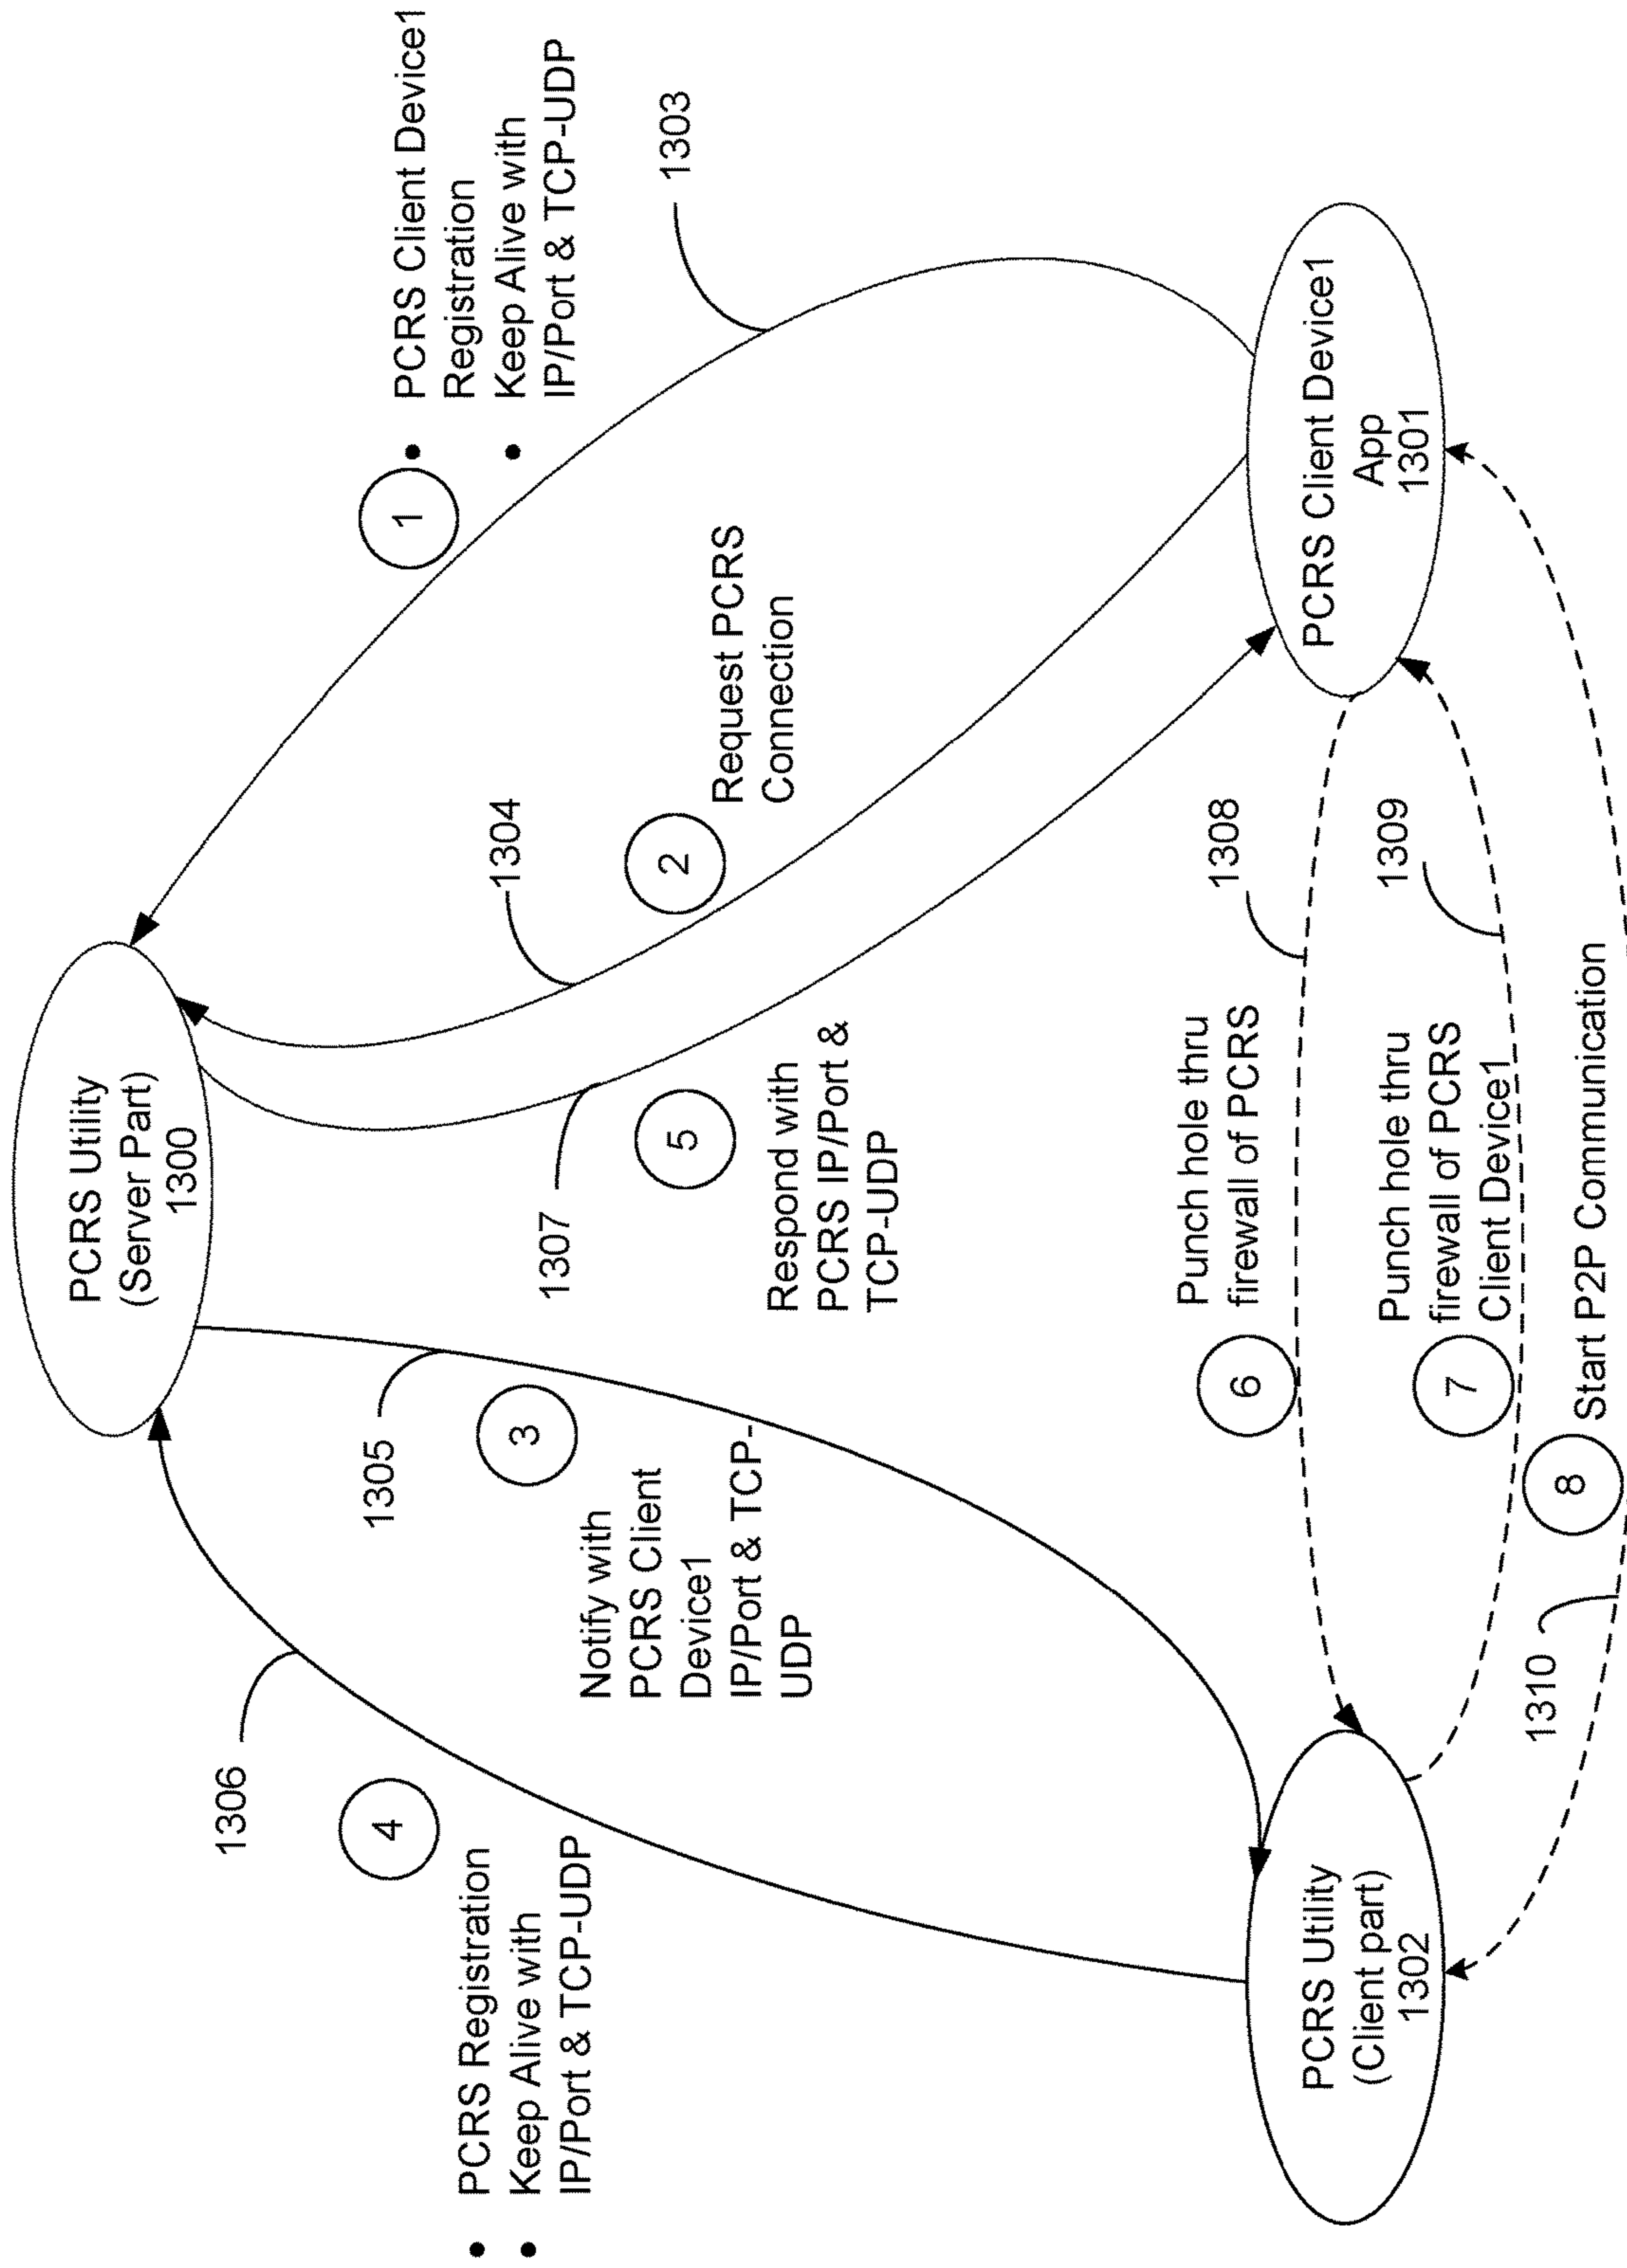 PCRS Utility
(Server Part)
1300
1
• PCRS Client Device1
Registration
• Keep Alive with
IP/Port & TCP-UDP
1303
1304
2
Request PCRS
Connection
1307
5
Respond with
PCRS IP/Port &
TCP-UDP
1305
3
Notify with
PCRS Client
Device1
IP/Port & TCP-
UDP
1306
4
• PCRS Registration
• Keep Alive with
IP/Port & TCP-UDP
PCRS Utility
(Client part)
1302
PCRS Client Device1
App
1301
6
Punch hole thru
firewall of PCRS
1308
7
Punch hole thru
firewall of PCRS
Client Device1
1309
8
Start P2P Communication
1310